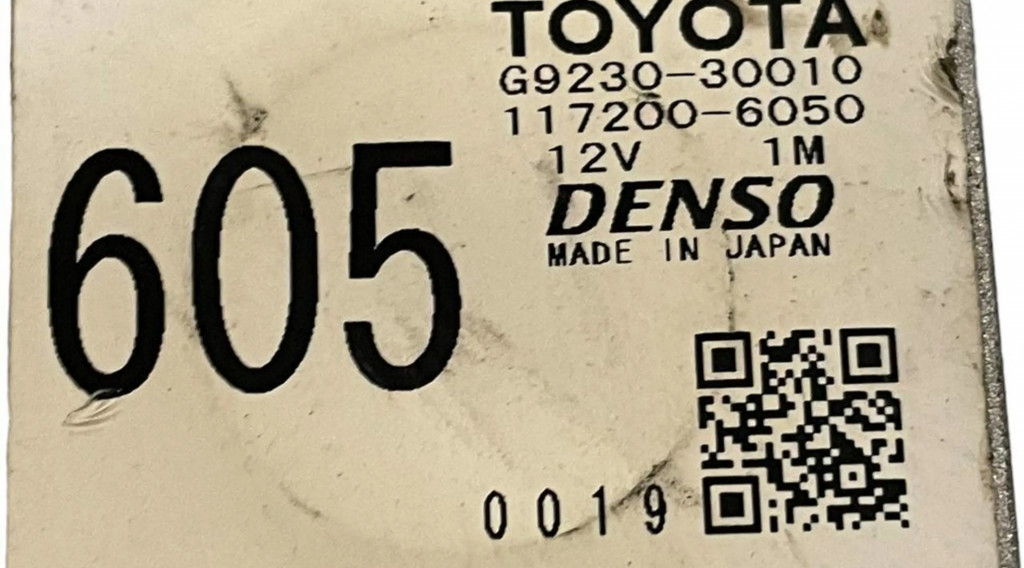 TOYOTA
G9230-30010
117200-6050
12V 1M
DENSO
MADE IN JAPAN
605
0019